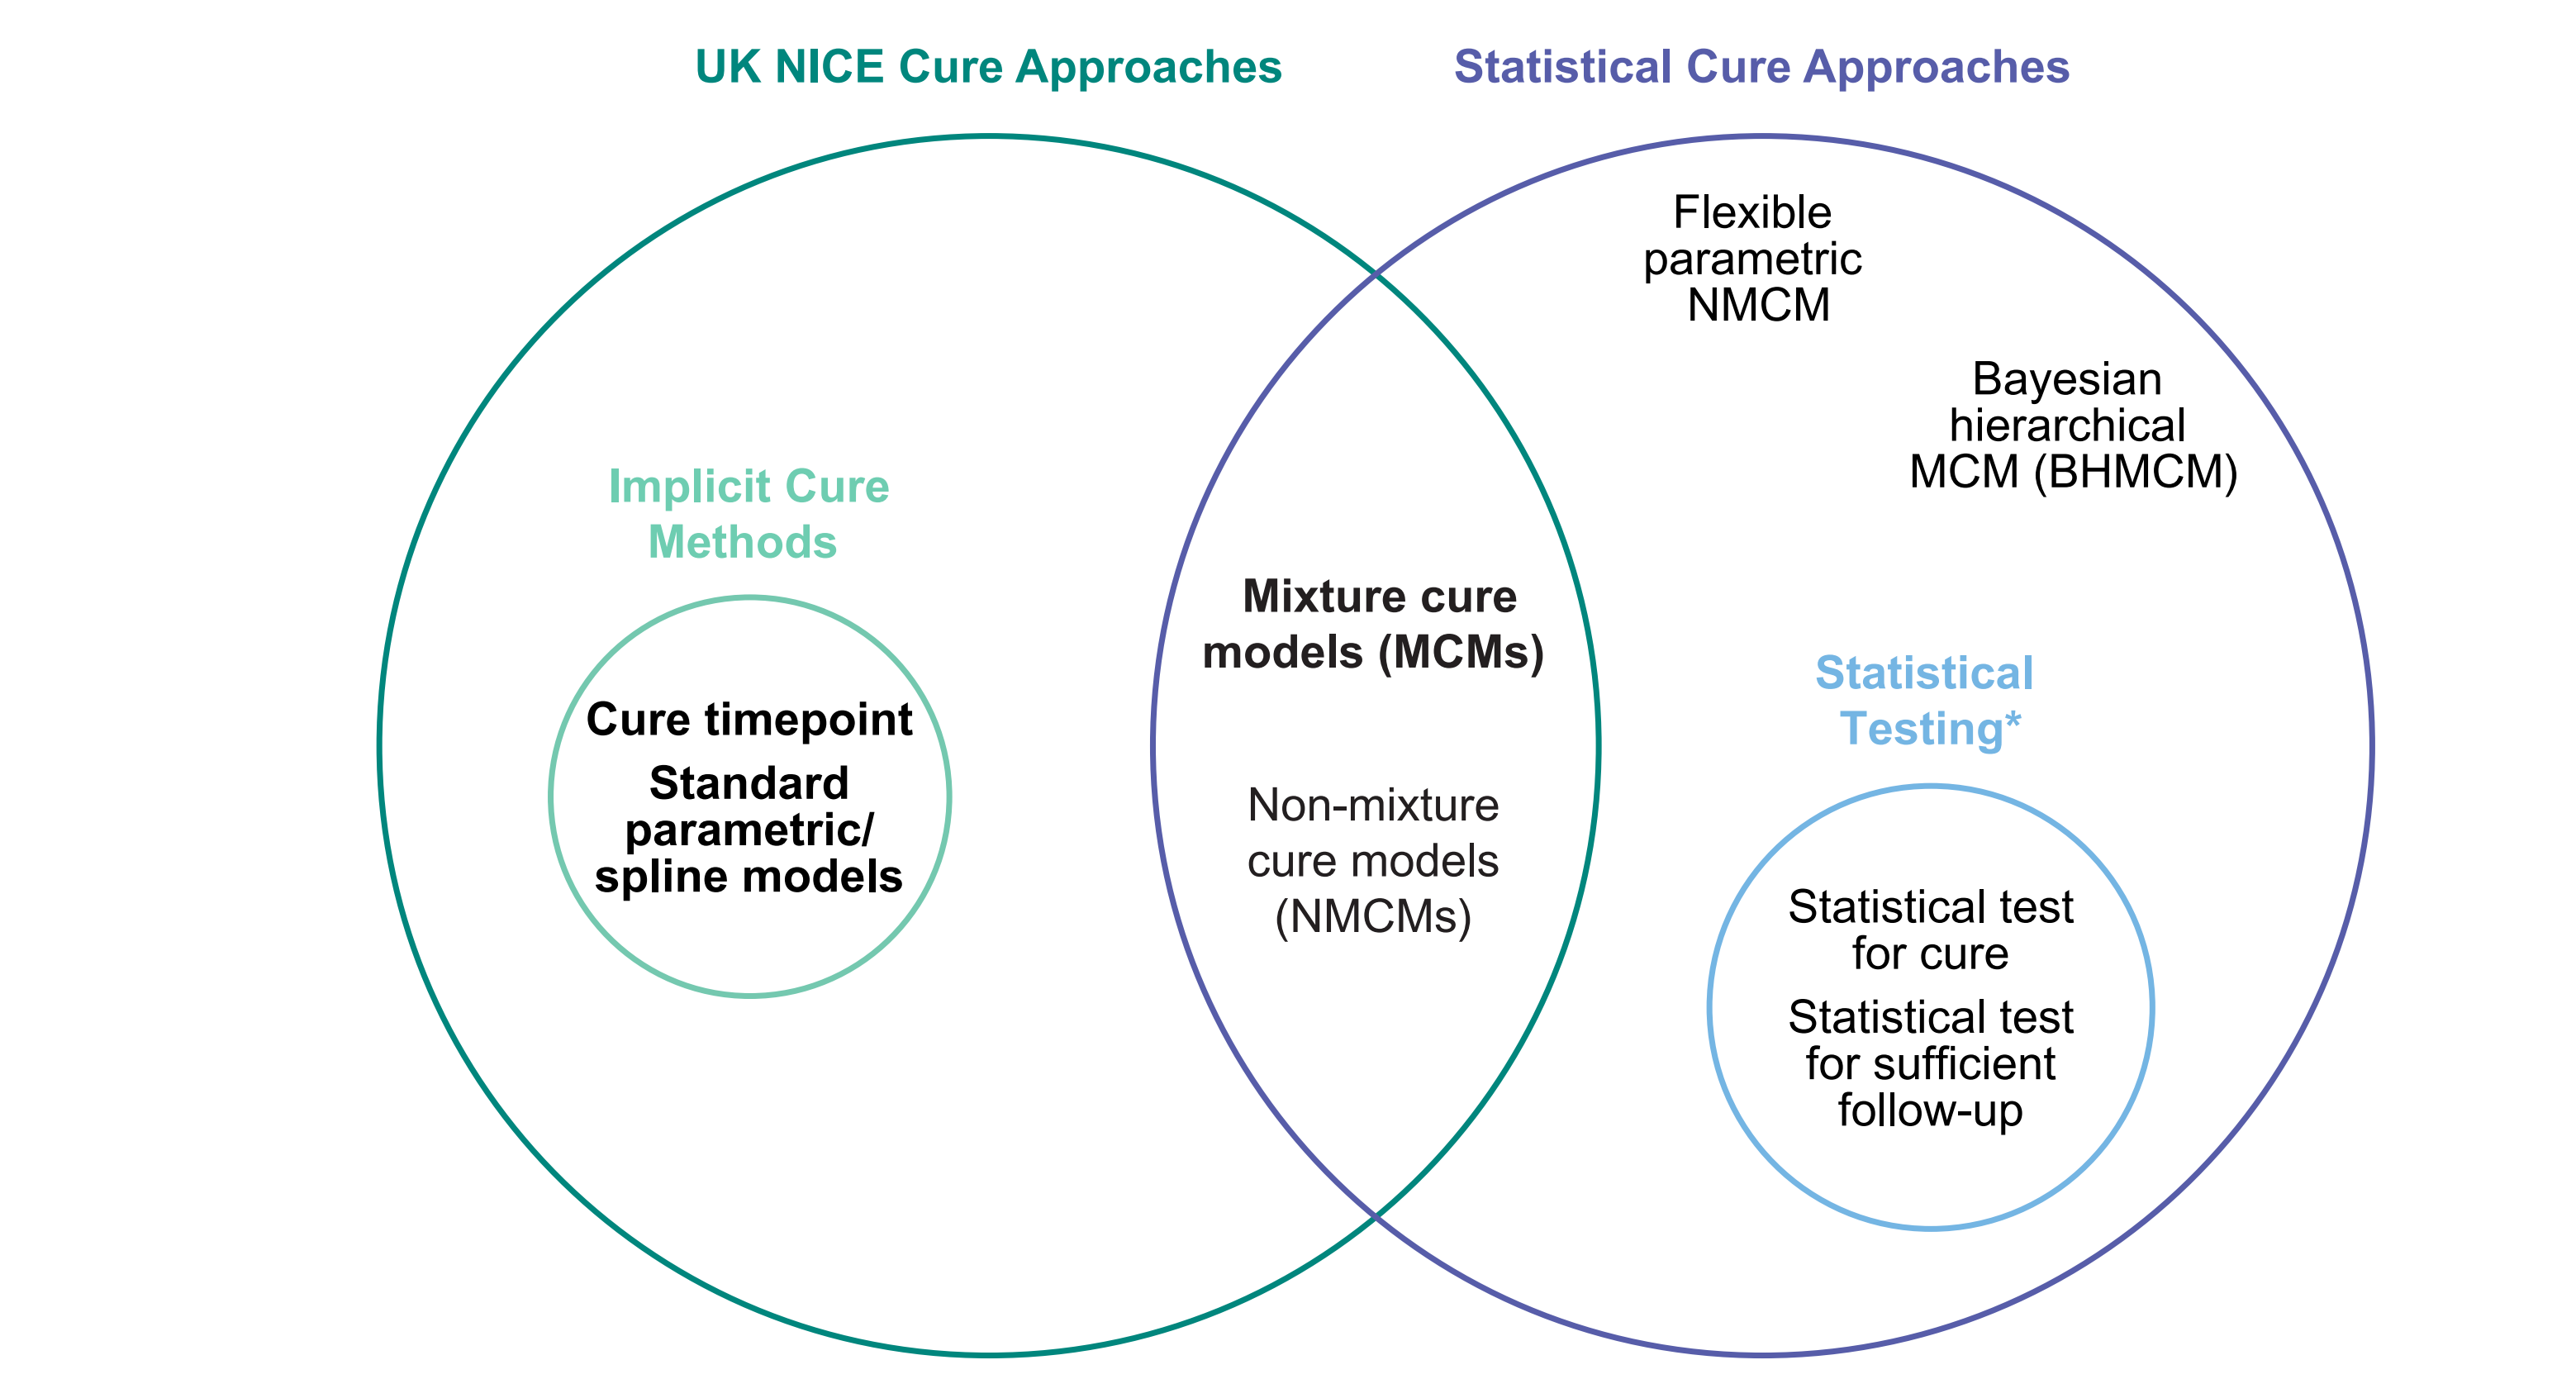 UK NICE Cure Approaches
Statistical Cure Approaches
Implicit Cure
Methods
Cure timepoint
Standard
parametric/
spline models
Mixture cure
models (MCMs)
Non-mixture
cure models
(NMCMs)
Flexible
parametric
NMCM
Bayesian
hierarchical
MCM (BHMCM)
Statistical
Testing*
Statistical test
for cure
Statistical test
for sufficient
follow-up